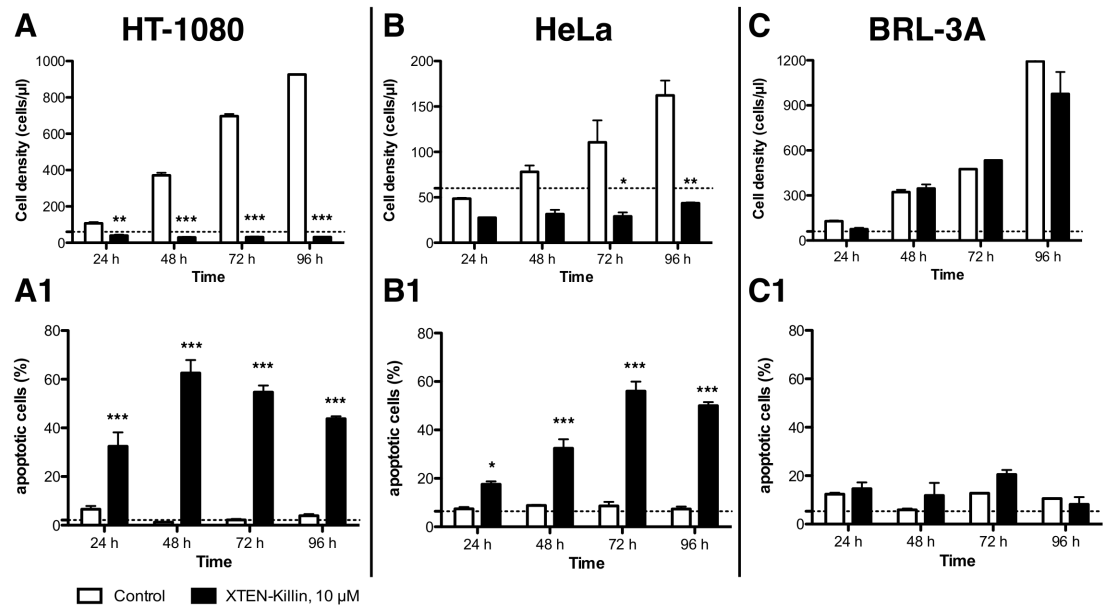 A HT-1080
Cell density (cells/µl)
1000
800
600
400
200
0
** *** *** ***
24 h 48 h 72 h 96 h
Time
B HeLa
Cell density (cells/µl)
200
150
100
50
0
* **
24 h 48 h 72 h 96 h
Time
C BRL-3A
Cell density (cells/µl)
1200
900
600
300
0
24 h 48 h 72 h 96 h
Time
A1
apoptotic cells (%)
80
60
40
20
0
*** *** *** ***
24 h 48 h 72 h 96 h
Time
B1
apoptotic cells (%)
80
60
40
20
0
* *** *** ***
24 h 48 h 72 h 96 h
Time
C1
apoptotic cells (%)
80
60
40
20
0
24 h 48 h 72 h 96 h
Time
Control XTEN-Killin, 10 µM